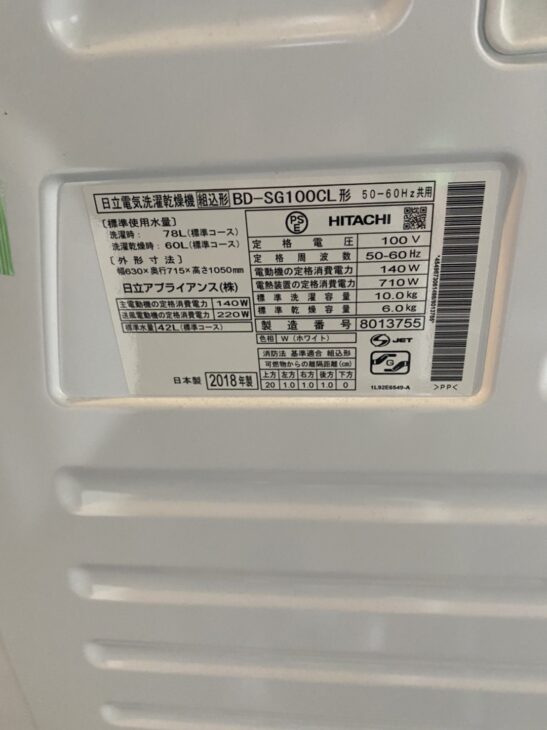 日立電気洗濯乾燥機 組込形 BD-SG100CL形 50-60Hz共用
[標準使用水量]
洗濯時: 78L(標準コース)
洗濯乾燥時: 60L(標準コース)
[外形寸法]
幅630×奥行715×高さ1050mm
日立アプライアンス(株)
主電動機の定格消費電力 140W
送風電動機の定格消費電力 220W
標準水量 42L(標準コース)
日本製 2018年製
PSE HITACHI
定格電圧 100V
定格周波数 50-60Hz
電動機の定格消費電力 140W
電熱装置の定格消費電力 710W
標準洗濯容量 10.0kg
標準乾燥容量 6.0kg
製造番号 8013755
色相 W(ホワイト)
消防法 基準適合 組込形
可燃物からの離隔距離(cm)
上方 左方 右方 後方 下方
20 1.0 1.0 1.0 0
S JET
1L92E6549-A
>PP<